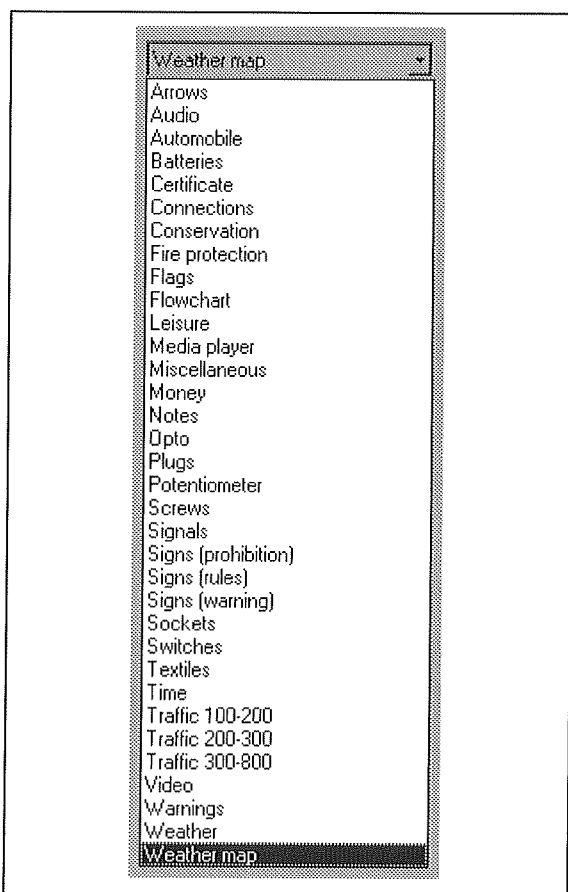 Weather map
Arrows
Audio
Automobile
Batteries
Certificate
Connections
Conservation
Fire protection
Flags
Flowchart
Leisure
Media player
Miscellaneous
Money
Notes
Opto
Plugs
Potentiometer
Screws
Signals
Signs (prohibition)
Signs (rules)
Signs (warning)
Sockets
Switches
Textiles
Time
Traffic 100-200
Traffic 200-300
Traffic 300-800
Video
Warnings
Weather
Weather map